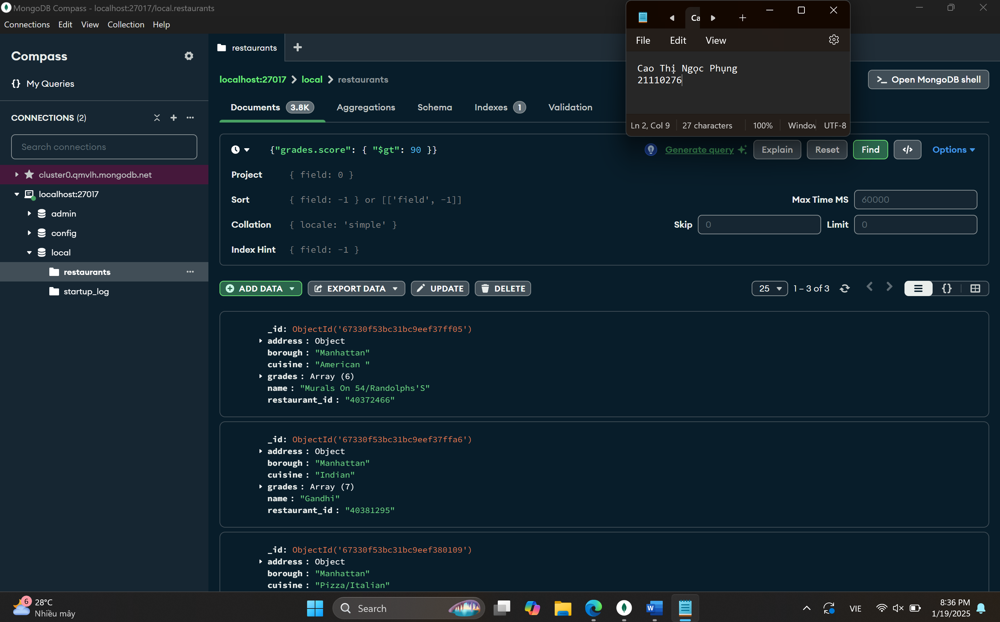 MongoDB Compass - localhost:27017/local.restaurants
Connections Edit View Collection Help
Compass
{} My Queries
CONNECTIONS (2)
Search connections
cluster0.qmvlh.mongodb.net
localhost:27017
admin
config
local
restaurants
startup_log
restaurants
localhost:27017 > local > restaurants
>_ Open MongoDB shell
Documents 3.8K Aggregations Schema Indexes 1 Validation
Ca
File Edit View
Cao Thị Ngọc Phụng
21110276
Ln 2, Col 9 27 characters 100% Window UTF-8
{"grades.score": { "$gt": 90 }}
Generate query Explain Reset Find </> Options
Project { field: 0 }
Sort { field: -1 } or [['field', -1]]
Max Time MS 60000
Collation { locale: 'simple' }
Skip 0 Limit 0
Index Hint { field: -1 }
ADD DATA EXPORT DATA UPDATE DELETE
25 1 – 3 of 3 {}
_id: ObjectId('67330f53bc31bc9eef37ff05')
address : Object
borough : "Manhattan"
cuisine : "American "
grades : Array (6)
name : "Murals On 54/Randolphs'S"
restaurant_id : "40372466"
_id: ObjectId('67330f53bc31bc9eef37ffa6')
address : Object
borough : "Manhattan"
cuisine : "Indian"
grades : Array (7)
name : "Gandhi"
restaurant_id : "40381295"
_id: ObjectId('67330f53bc31bc9eef380109')
address : Object
borough : "Manhattan"
cuisine : "Pizza/Italian"
6 28°C
Nhiều mây
Search
W
VIE
8:36 PM
1/19/2025